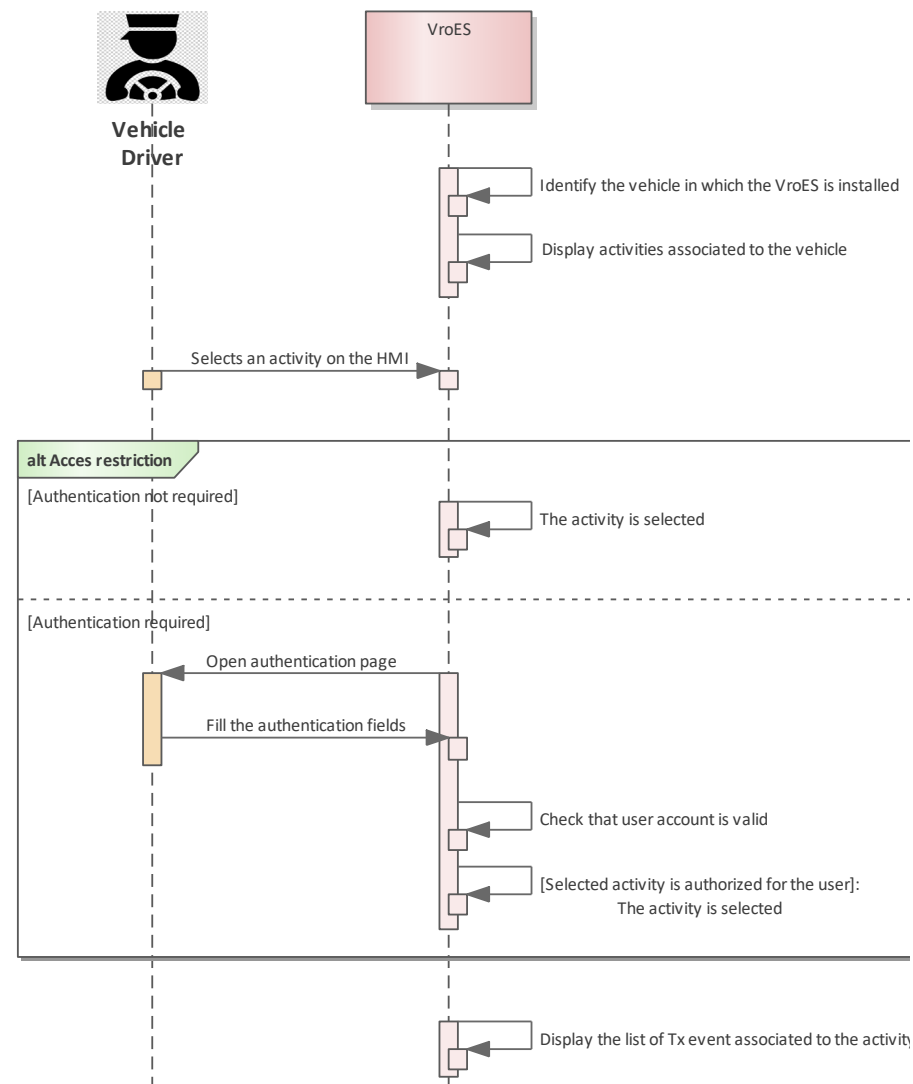 VroES
Vehicle
Driver
Identify the vehicle in which the VroES is installed
Display activities associated to the vehicle
Selects an activity on the HMI
alt Acces restriction
[Authentication not required]
The activity is selected
[Authentication required]
Open authentication page
Fill the authentication fields
Check that user account is valid
[Selected activity is authorized for the user]:
The activity is selected
Display the list of Tx event associated to the activity